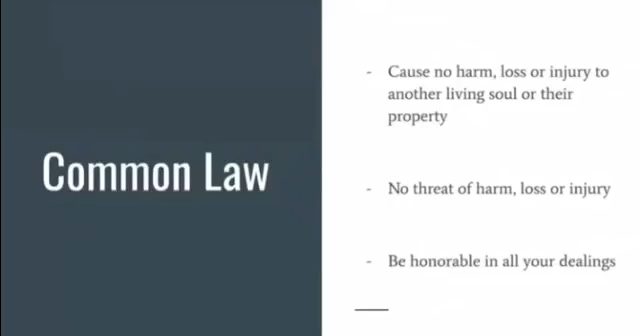 Common Law
- Cause no harm, loss or injury to
another living soul or their
property
- No threat of harm, loss or injury
- Be honorable in all your dealings